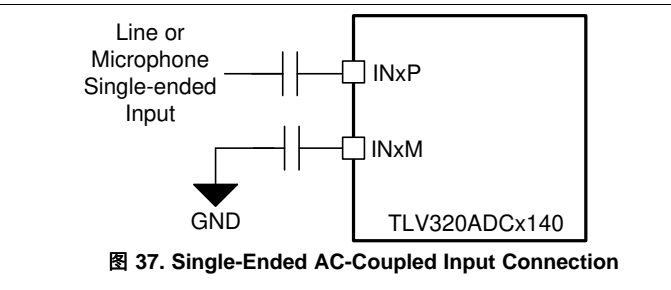 Line or
Microphone
Single-ended
Input
INxP
INxM
GND
TLV320ADCx140
图 37. Single-Ended AC-Coupled Input Connection